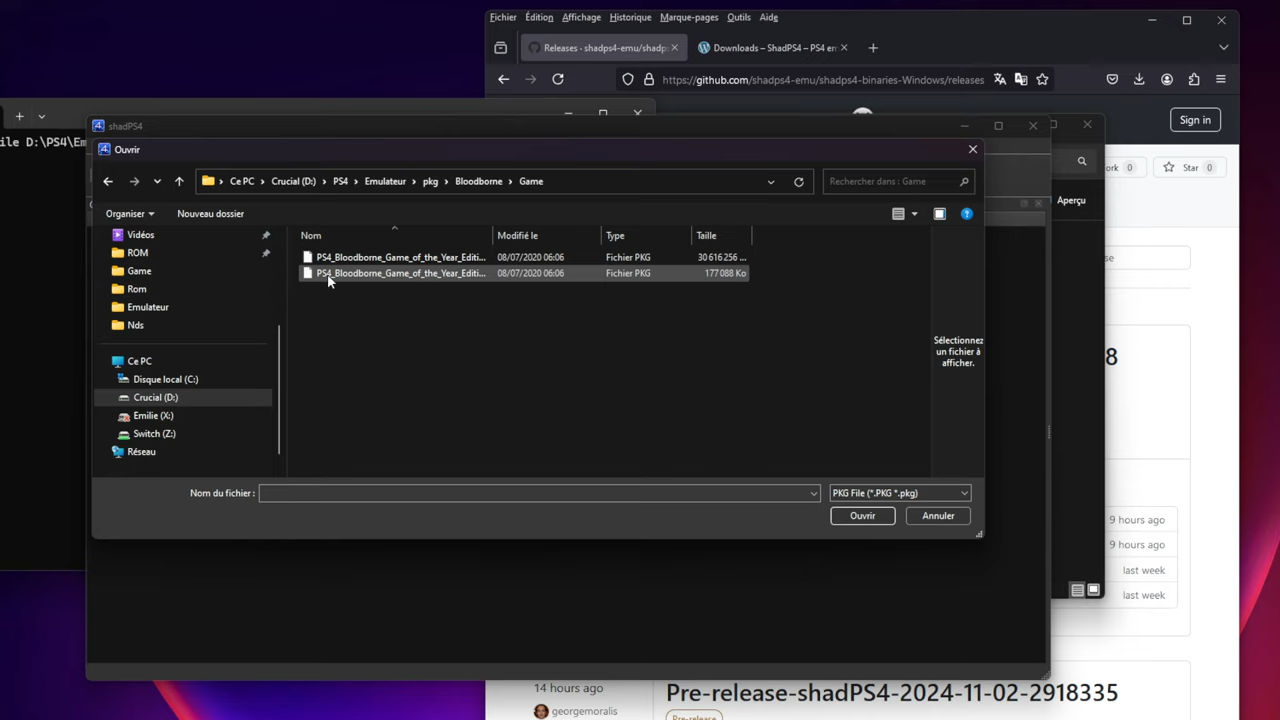 Fichier Édition Affichage Historique Marque-pages Outils Aide
Releases · shadps4-emu/shadp
Downloads – ShadPS4 – PS4 em
https://github.com/shadps4-emu/shadps4-binaries-Windows/releases
Sign in
ile D:\PS4\Em
shadPS4
Ouvrir
Ce PC Crucial (D:) PS4 Emulateur pkg Bloodborne Game
Rechercher dans : Game
ork 0
Star 0
Aperçu
Organiser
Nouveau dossier
Vidéos
ROM
Game
Rom
Emulateur
Nds
Ce PC
Disque local (C:)
Crucial (D:)
Emilie (X:)
Switch (Z:)
Réseau
Nom Modifié le Type Taille
PS4_Bloodborne_Game_of_the_Year_Editi... 08/07/2020 06:06 Fichier PKG 30 616 256 ...
PS4_Bloodborne_Game_of_the_Year_Editi... 08/07/2020 06:06 Fichier PKG 177 088 Ko
Sélectionnez
un fichier à
afficher.
Nom du fichier :
PKG File (*.PKG *.pkg)
Ouvrir
Annuler
8
9 hours ago
9 hours ago
last week
last week
14 hours ago
georgemoralis
Pre-release-shadPS4-2024-11-02-2918335
Pre-release